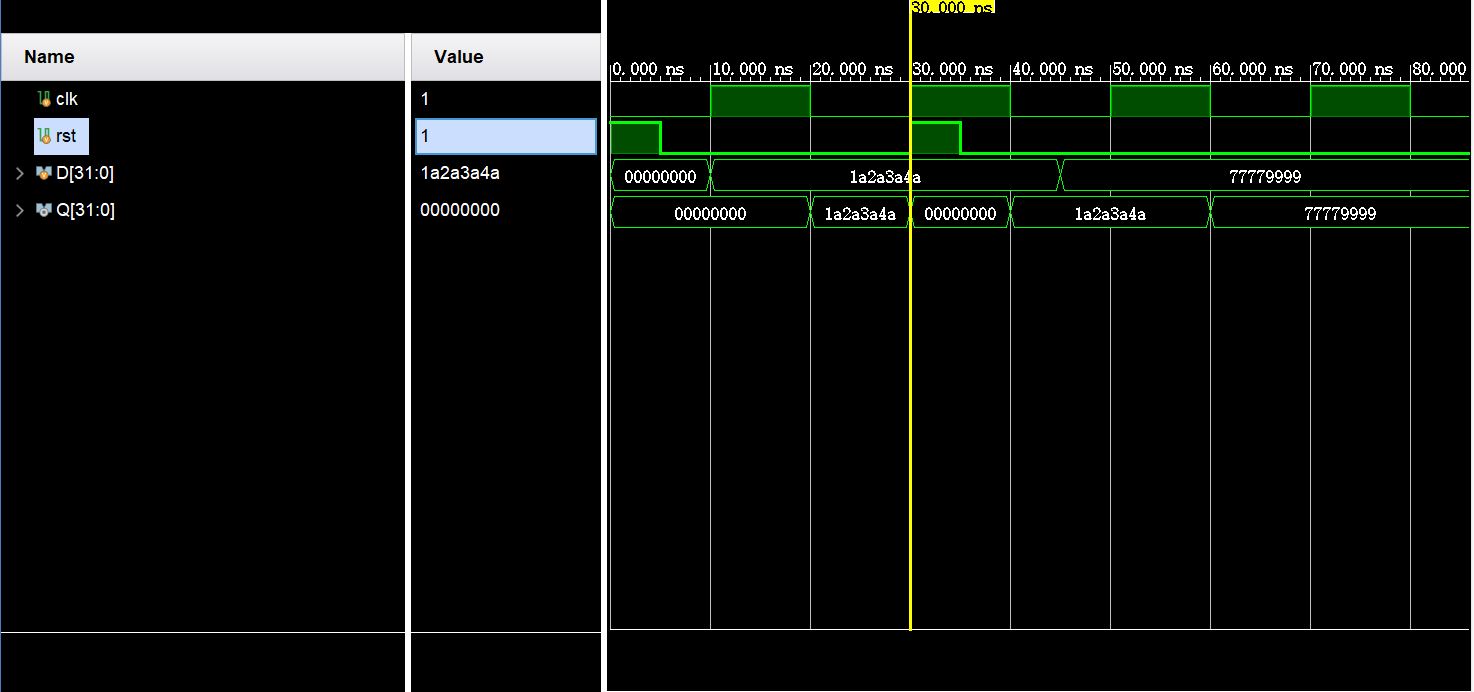 30.000 ns
Name Value
0.000 ns 10.000 ns 20.000 ns 30.000 ns 40.000 ns 50.000 ns 60.000 ns 70.000 ns 80.000
clk 1
rst 1
D[31:0] 1a2a3a4a 00000000 1a2a3a4a 77779999
Q[31:0] 00000000 00000000 1a2a3a4a 00000000 1a2a3a4a 77779999